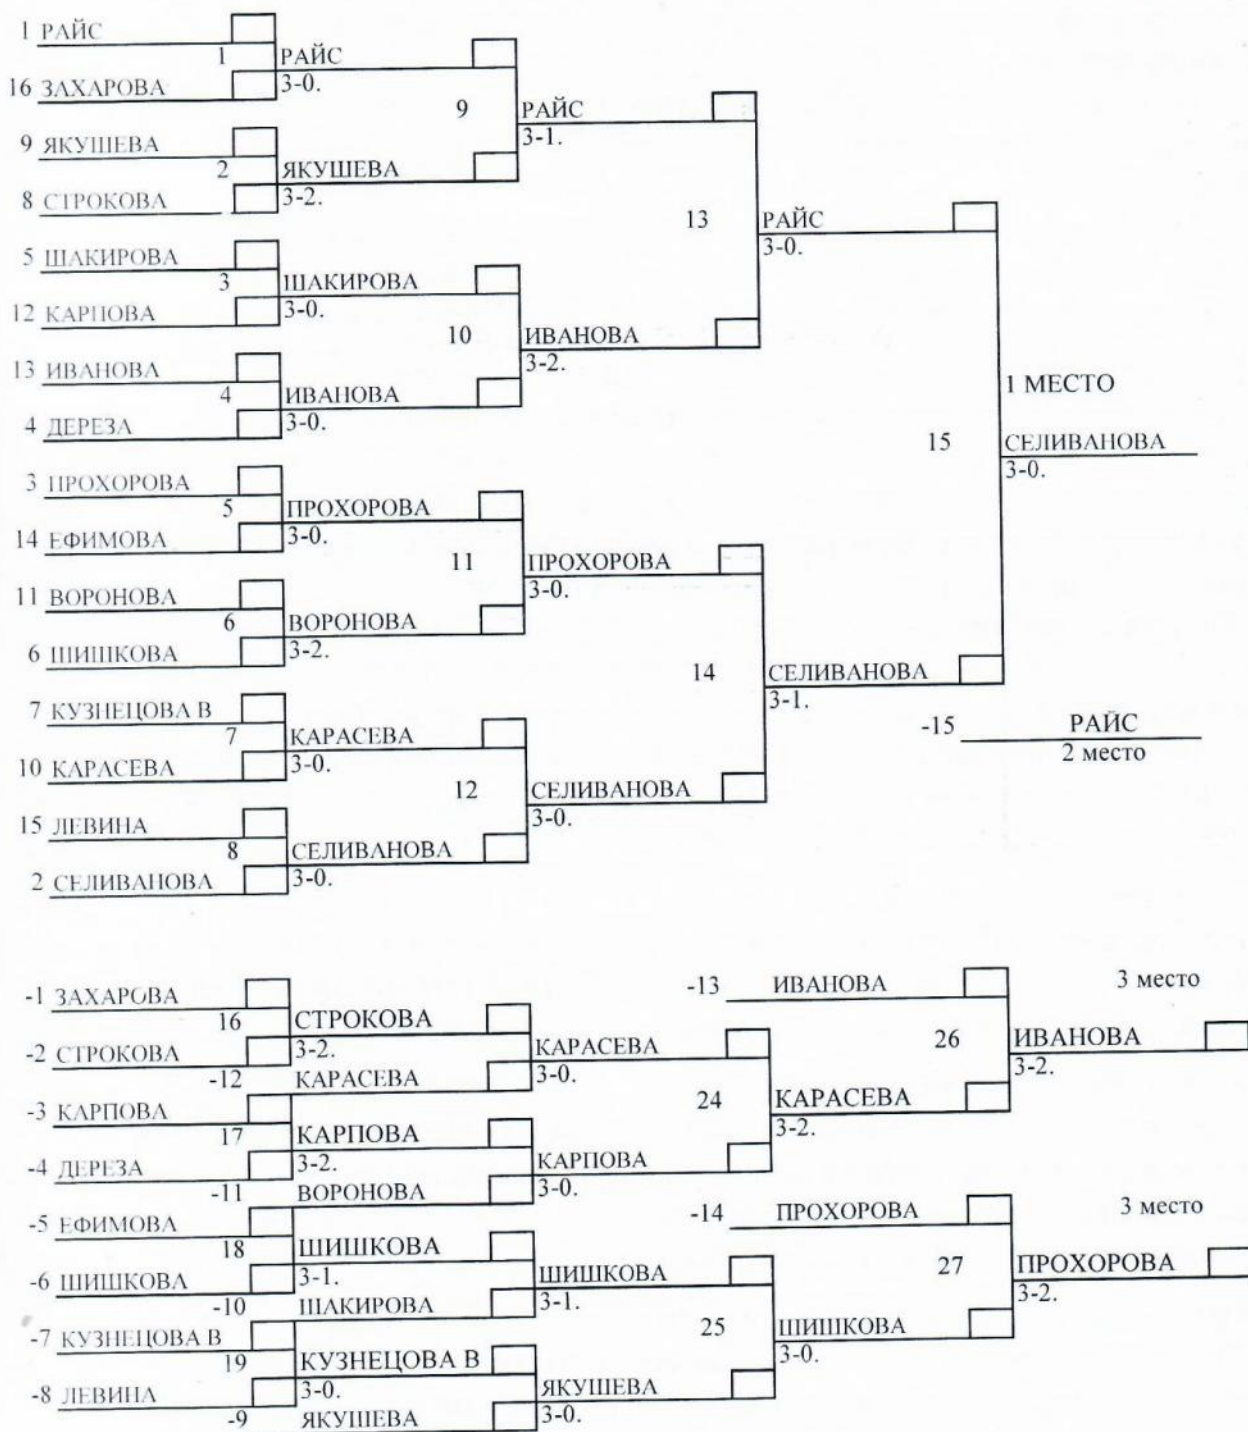 1 РАЙС
1 РАЙС
16 ЗАХАРОВА 3-0.
9 РАЙС
9 ЯКУШЕВА 3-1.
2 ЯКУШЕВА
8 СТРОКОВА 3-2.
13 РАЙС
5 ШАКИРОВА 3-0.
3 ШАКИРОВА
12 КАРПОВА 3-0.
10 ИВАНОВА
13 ИВАНОВА 3-2.
4 ИВАНОВА 1 МЕСТО
4 ДЕРЕЗА 3-0.
15 СЕЛИВАНОВА
3 ПРОХОРОВА 3-0.
5 ПРОХОРОВА
14 ЕФИМОВА 3-0.
11 ПРОХОРОВА
11 ВОРОНОВА 3-0.
6 ВОРОНОВА
6 ШИШКОВА 3-2.
14 СЕЛИВАНОВА
7 КУЗНЕЦОВА В 3-1.
7 КАРАСЕВА -15 РАЙС
10 КАРАСЕВА 3-0. 2 место
12 СЕЛИВАНОВА
15 ЛЕВИНА 3-0.
8 СЕЛИВАНОВА
2 СЕЛИВАНОВА 3-0.
-1 ЗАХАРОВА -13 ИВАНОВА 3 место
16 СТРОКОВА
-2 СТРОКОВА 3-2. КАРАСЕВА 26 ИВАНОВА
-12 КАРАСЕВА 3-0. 3-2.
-3 КАРПОВА 24 КАРАСЕВА
17 КАРПОВА 3-2.
-4 ДЕРЕЗА 3-2. КАРПОВА
-11 ВОРОНОВА 3-0.
-5 ЕФИМОВА -14 ПРОХОРОВА 3 место
18 ШИШКОВА
-6 ШИШКОВА 3-1. ШИШКОВА 27 ПРОХОРОВА
-10 ШАКИРОВА 3-1. 3-2.
-7 КУЗНЕЦОВА В 25 ШИШКОВА
19 КУЗНЕЦОВА В 3-0.
-8 ЛЕВИНА 3-0. ЯКУШЕВА
-9 ЯКУШЕВА 3-0.